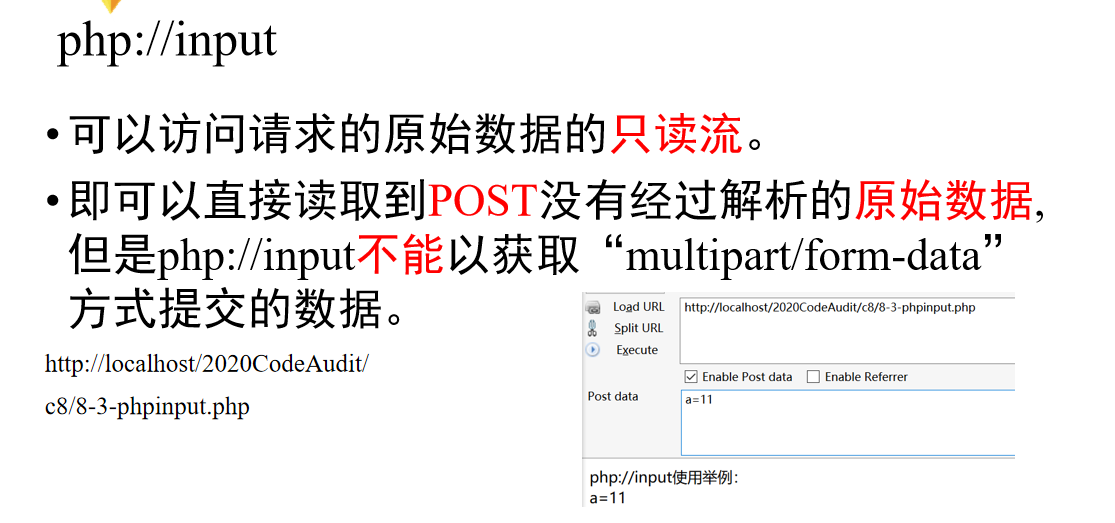 php://input
• 可以访问请求的原始数据的只读流。
• 即可以直接读取到POST没有经过解析的原始数据,
但是php://input不能以获取“multipart/form-data”
方式提交的数据。
http://localhost/2020CodeAudit/
c8/8-3-phpinput.php
Load URL
http://localhost/2020CodeAudit/c8/8-3-phpinput.php
Split URL
Execute
Enable Post data Enable Referrer
Post data
a=11
php://input使用举例：
a=11